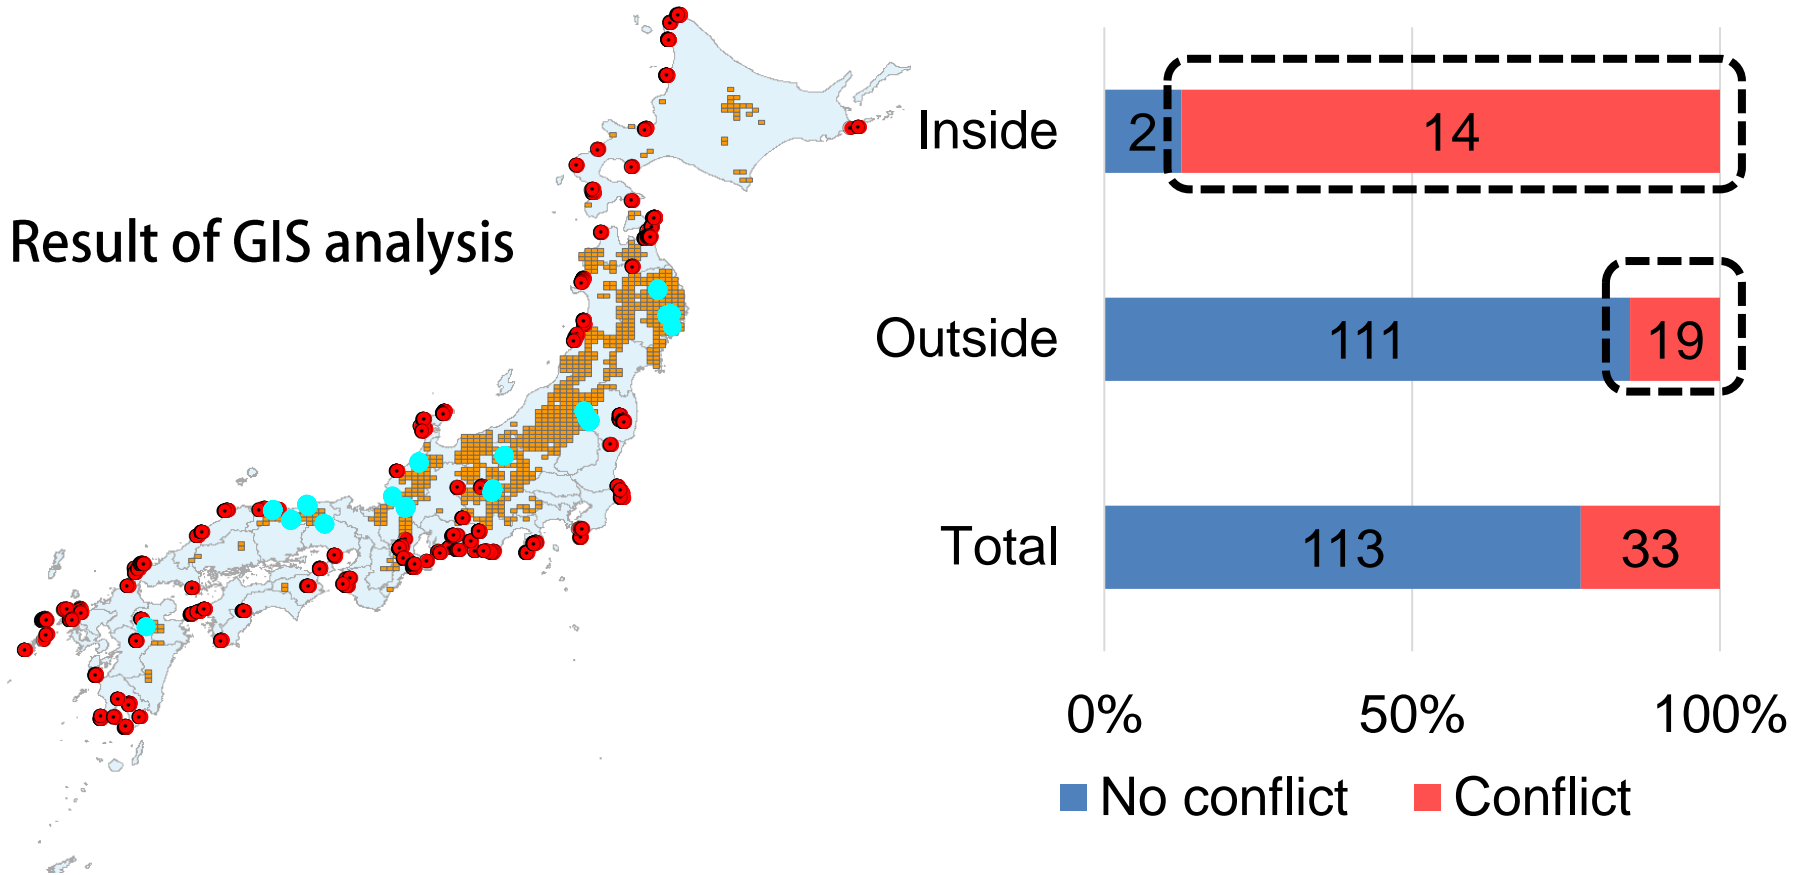 Result of GIS analysis
Inside
2
14
Outside
111
19
Total
113
33
0%
50%
100%
No conflict
Conflict